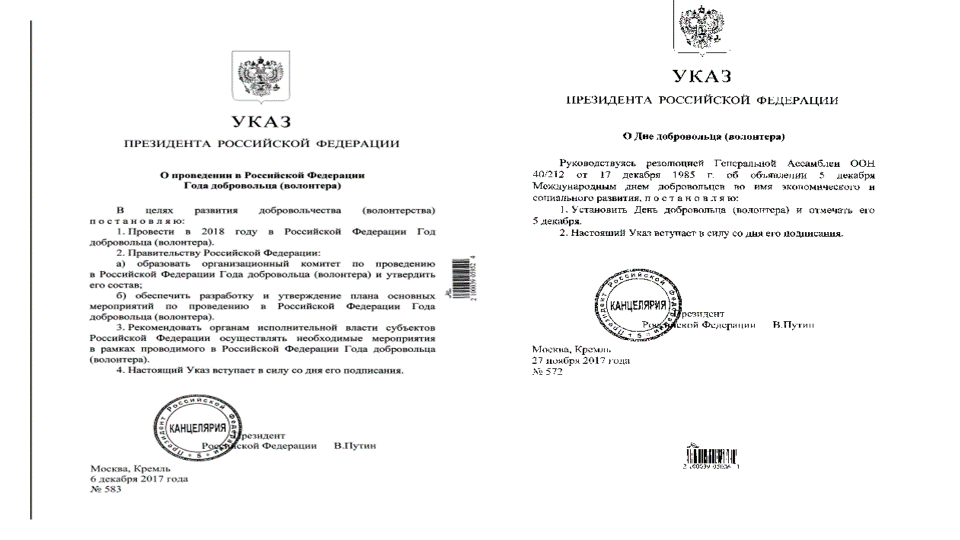 УКАЗ
ПРЕЗИДЕНТА РОССИЙСКОЙ ФЕДЕРАЦИИ
О проведении в Российской Федерации
Года добровольца (волонтера)
В целях развития добровольчества (волонтерства)
п о с т а н о в л я ю:
1. Провести в 2018 году в Российской Федерации Год
добровольца (волонтера).
2. Правительству Российской Федерации:
а) образовать организационный комитет по проведению
в Российской Федерации Года добровольца (волонтера) и утвердить
его состав;
б) обеспечить разработку и утверждение плана основных
мероприятий по проведению в Российской Федерации Года
добровольца (волонтера).
3. Рекомендовать органам исполнительной власти субъектов
Российской Федерации осуществлять необходимые мероприятия
в рамках проводимого в Российской Федерации Года добровольца
(волонтера).
4. Настоящий Указ вступает в силу со дня его подписания.
КАНЦЕЛЯРИЯ
Президент Российской Федерации
* 5 *
Президент
Российской Федерации В.Путин
Москва, Кремль
6 декабря 2017 года
№ 583
УКАЗ
ПРЕЗИДЕНТА РОССИЙСКОЙ ФЕДЕРАЦИИ
О Дне добровольца (волонтера)
Руководствуясь резолюцией Генеральной Ассамблеи ООН
40/212 от 17 декабря 1985 г. об объявлении 5 декабря
Международным днем добровольцев во имя экономического и
социального развития, п о с т а н о в л я ю:
1. Установить День добровольца (волонтера) и отмечать его
5 декабря.
2. Настоящий Указ вступает в силу со дня его подписания.
КАНЦЕЛЯРИЯ
Президент Российской Федерации
* 5 *
Президент
Российской Федерации В.Путин
Москва, Кремль
27 ноября 2017 года
№ 572